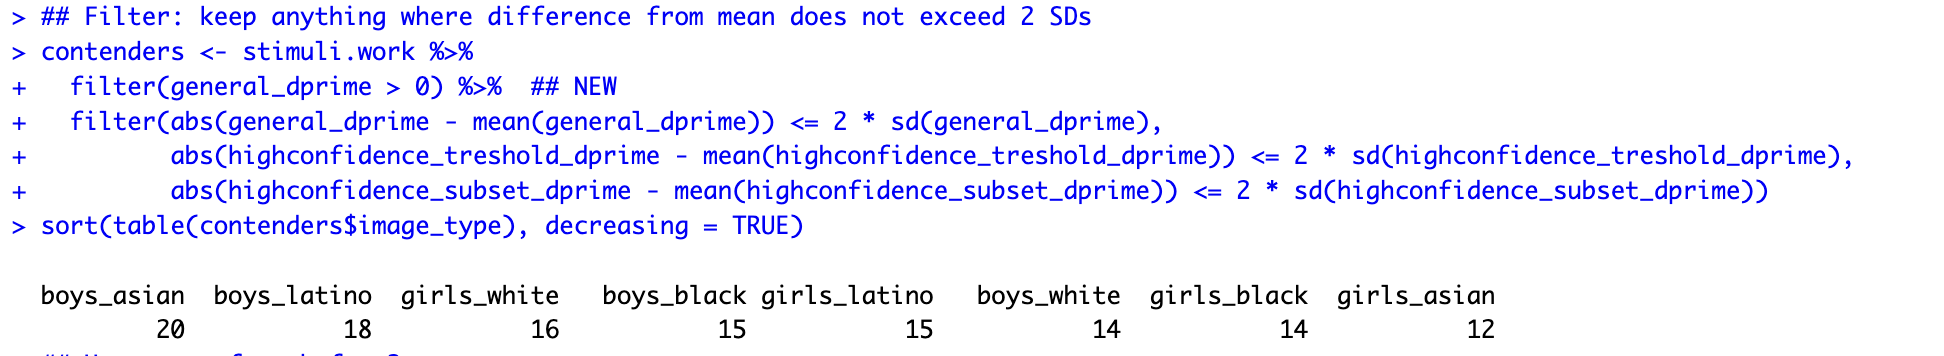 > ## Filter: keep anything where difference from mean does not exceed 2 SDs
> contenders <- stimuli.work %>%
+   filter(general_dprime > 0) %>%  ## NEW
+   filter(abs(general_dprime - mean(general_dprime)) <= 2 * sd(general_dprime),
+          abs(highconfidence_treshold_dprime - mean(highconfidence_treshold_dprime)) <= 2 * sd(highconfidence_treshold_dprime),
+          abs(highconfidence_subset_dprime - mean(highconfidence_subset_dprime)) <= 2 * sd(highconfidence_subset_dprime))
> sort(table(contenders$image_type), decreasing = TRUE)
  boys_asian  boys_latino  girls_white   boys_black girls_latino   boys_white  girls_black  girls_asian
          20           18           16           15           15           14           14           12